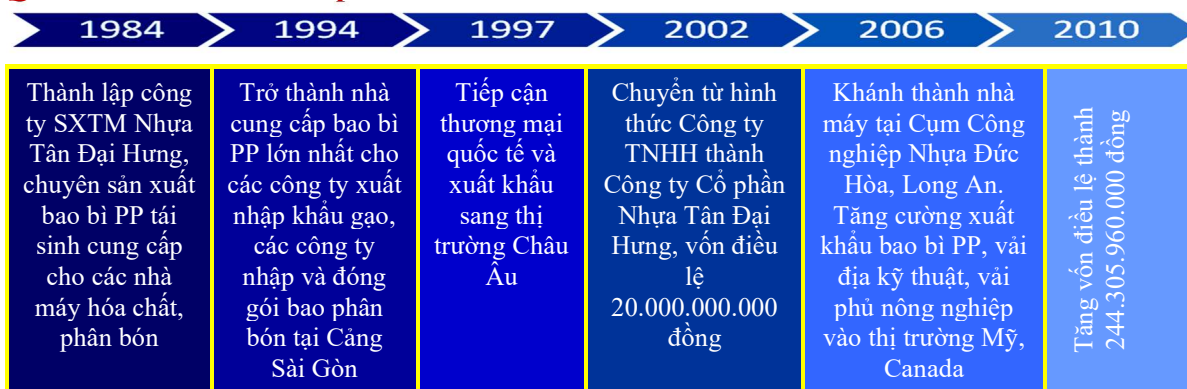 1984
1994
1997
2002
2006
2010
Thành lập công
ty SXTM Nhựa
Tân Đại Hưng,
chuyên sản xuất
bao bì PP tái
sinh cung cấp
cho các nhà
máy hóa chất,
phân bón
Trở thành nhà
cung cấp bao bì
PP lớn nhất cho
các công ty xuất
nhập khẩu gạo,
các công ty
nhập và đóng
gói bao phân
bón tại Cảng
Sài Gòn
Tiếp cận
thương mại
quốc tế và
xuất khẩu
sang thị
trường Châu
Âu
Chuyển từ hình
thức Công ty
TNHH thành
Công ty Cổ phần
Nhựa Tân Đại
Hưng, vốn điều
lệ
20.000.000.000
đồng
Khánh thành nhà
máy tại Cụm Công
nghiệp Nhựa Đức
Hòa, Long An.
Tăng cường xuất
khẩu bao bì PP, vải
địa kỹ thuật, vải
phủ nông nghiệp
vào thị trường Mỹ,
Canada
Tăng vốn điều lệ thành
244.305.960.000 đồng